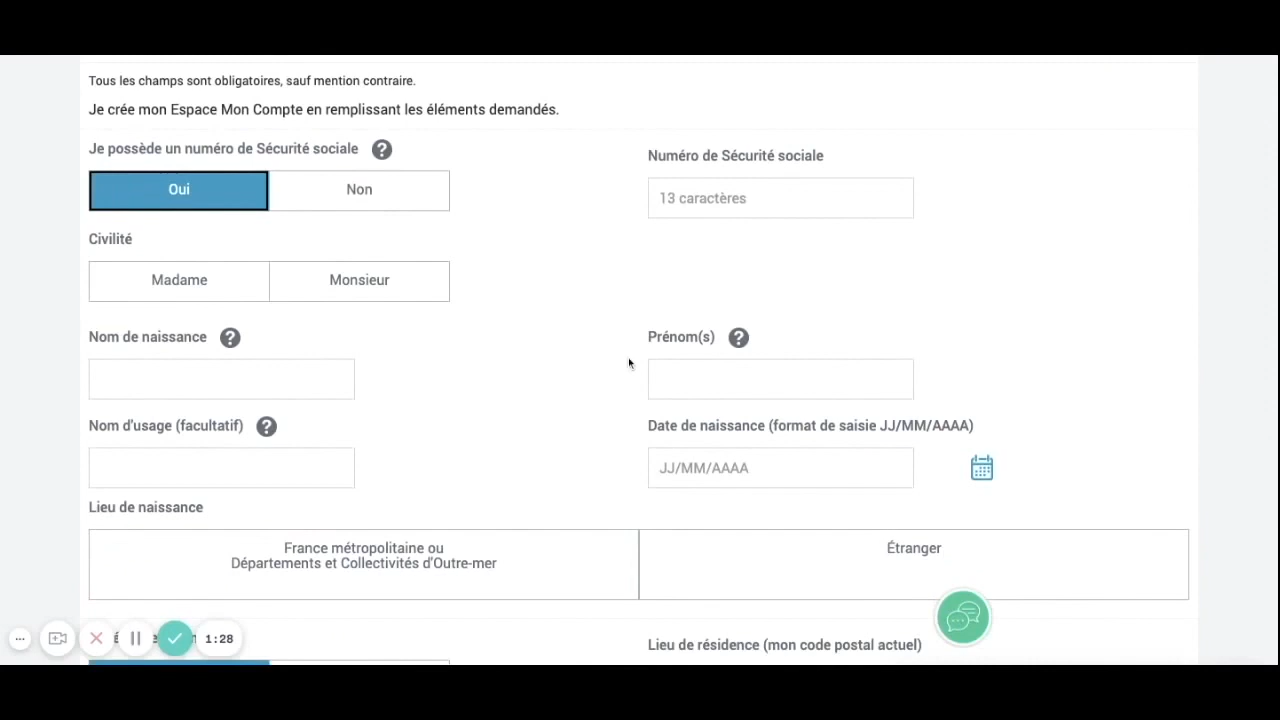 Tous les champs sont obligatoires, sauf mention contraire.
Je crée mon Espace Mon Compte en remplissant les éléments demandés.
Je possède un numéro de Sécurité sociale ?
Numéro de Sécurité sociale
Oui
Non
13 caractères
Civilité
Madame
Monsieur
Nom de naissance ?
Prénom(s) ?
Nom d'usage (facultatif) ?
Date de naissance (format de saisie JJ/MM/AAAA)
JJ/MM/AAAA
Lieu de naissance
France métropolitaine ou
Départements et Collectivités d'Outre-mer
Étranger
1:28
Lieu de résidence (mon code postal actuel)